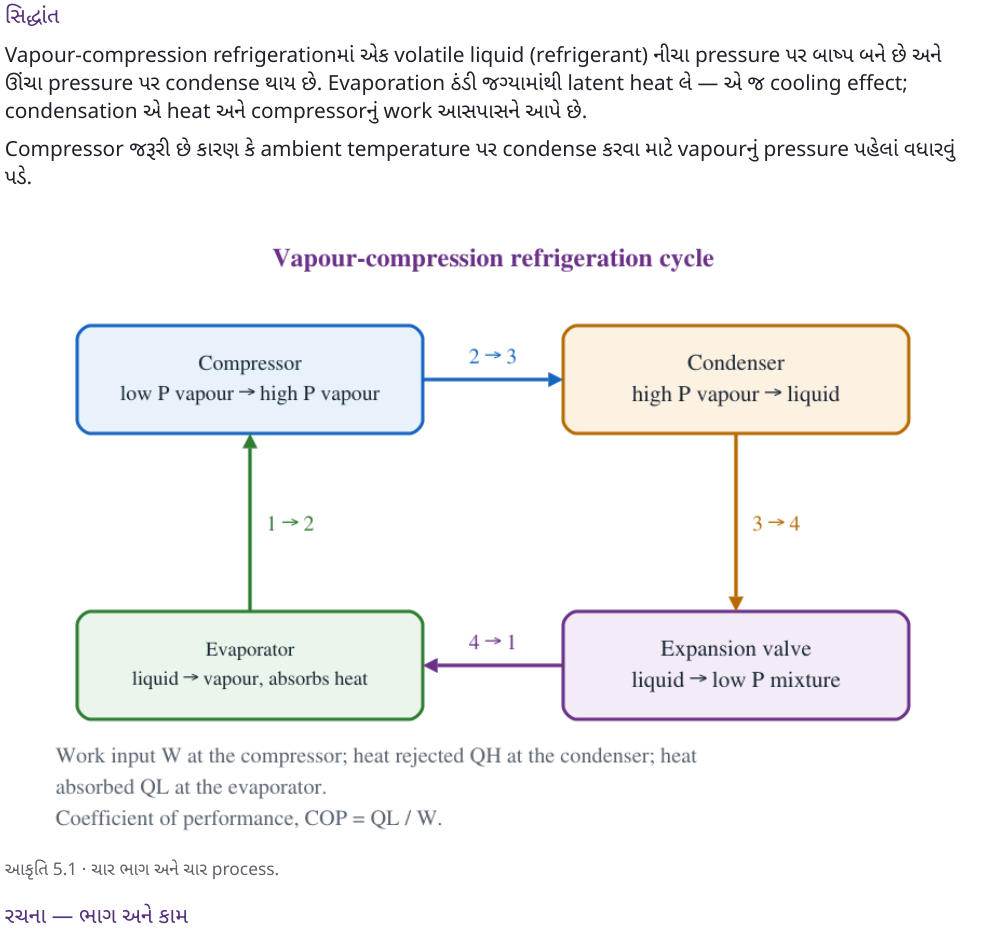 સિદ્ધાંત
Vapour-compression refrigerationમાં એક volatile liquid (refrigerant) નીચા pressure પર બાષ્પ બને છે અને
ઊંચા pressure પર condense થાય છે. Evaporation ઠંડી જગ્યામાંથી latent heat લે — એ જ cooling effect;
condensation એ heat અને compressorનું work આસપાસને આપે છે.
Compressor જરૂરી છે કારણ કે ambient temperature પર condense કરવા માટે vapourનું pressure પહેલાં વધારવું
પડે.
Vapour-compression refrigeration cycle
Compressor
low P vapour → high P vapour
2 → 3
Condenser
high P vapour → liquid
1 → 2
3 → 4
Evaporator
liquid → vapour, absorbs heat
4 → 1
Expansion valve
liquid → low P mixture
Work input W at the compressor; heat rejected QH at the condenser; heat
absorbed QL at the evaporator.
Coefficient of performance, COP = QL / W.
આકૃતિ 5.1 · ચાર ભાગ અને ચાર process.
રચના — ભાગ અને કામ